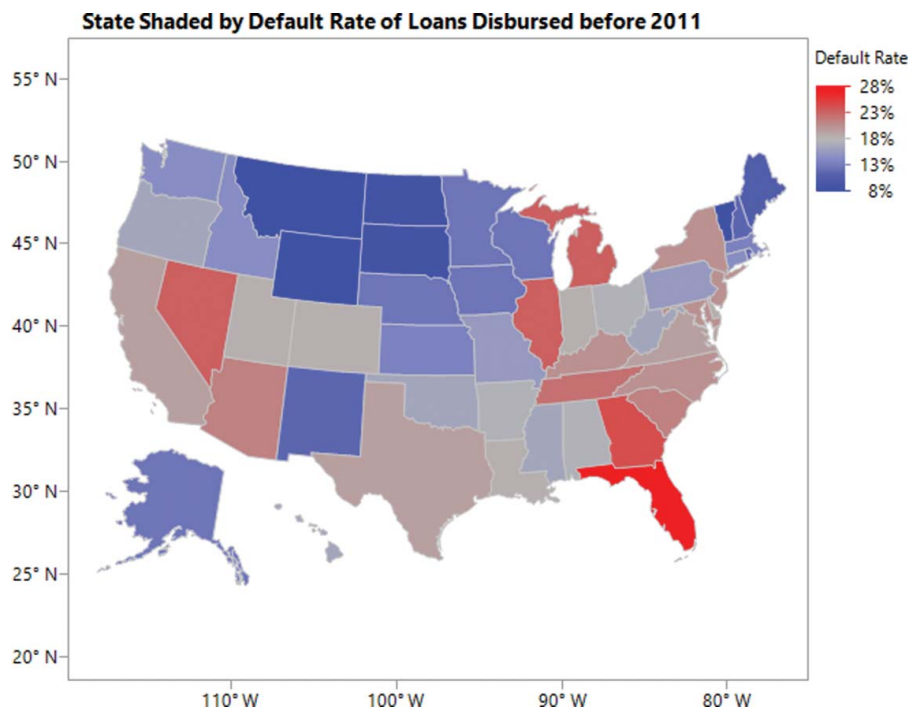 State Shaded by Default Rate of Loans Disbursed before 2011
Default Rate
28%
23%
18%
13%
8%
55° N
50° N
45° N
40° N
35° N
30° N
25° N
20° N
110° W
100° W
90° W
80° W